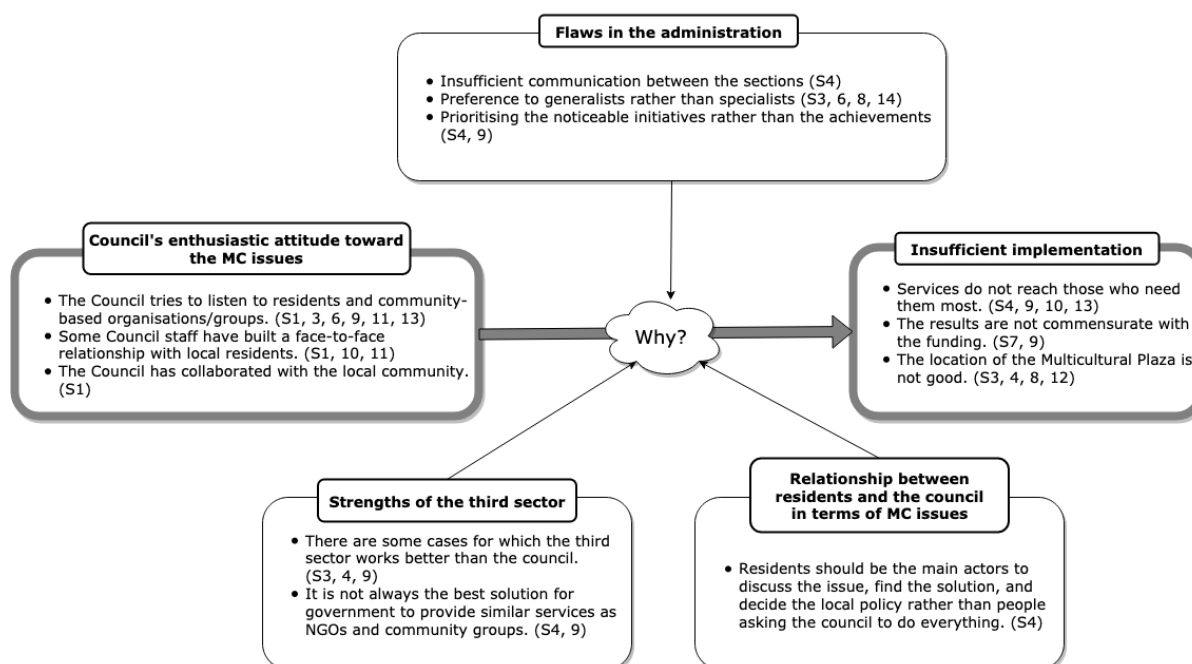 Flaws in the administration
• Insufficient communication between the sections (S4)
• Preference to generalists rather than specialists (S3, 6, 8, 14)
• Prioritising the noticeable initiatives rather than the achievements
(S4, 9)
Council's enthusiastic attitude toward
the MC issues
• The Council tries to listen to residents and community-
based organisations/groups. (S1, 3, 6, 9, 11, 13)
• Some Council staff have built a face-to-face
relationship with local residents. (S1, 10, 11)
• The Council has collaborated with the local community.
(S1)
Why?
Insufficient implementation
• Services do not reach those who need
them most. (S4, 9, 10, 13)
• The results are not commensurate with
the funding. (S7, 9)
• The location of the Multicultural Plaza is
not good. (S3, 4, 8, 12)
Strengths of the third sector
• There are some cases for which the third
sector works better than the council.
(S3, 4, 9)
• It is not always the best solution for
government to provide similar services as
NGOs and community groups. (S4, 9)
Relationship between
residents and the council
in terms of MC issues
• Residents should be the main actors to
discuss the issue, find the solution, and
decide the local policy rather than people
asking the council to do everything. (S4)